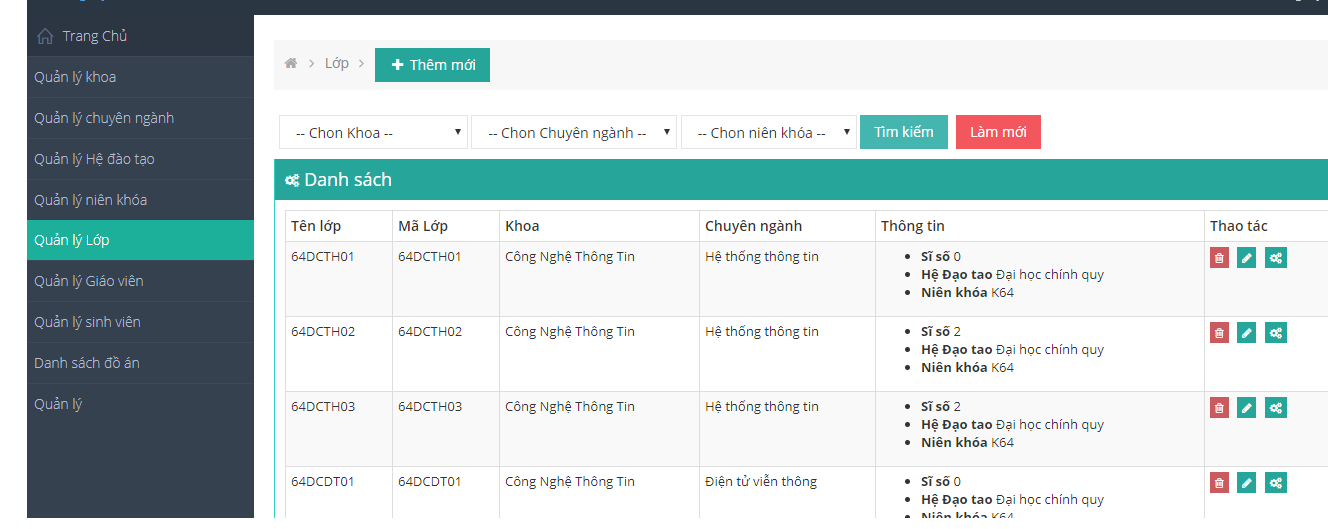 Trang Chủ
Quản lý khoa
Quản lý chuyên ngành
Quản lý Hệ đào tạo
Quản lý niên khóa
Quản lý Lớp
Quản lý Giáo viên
Quản lý sinh viên
Danh sách đồ án
Quản lý
Lớp
Thêm mới
-- Chon Khoa -- -- Chon Chuyên ngành -- -- Chon niên khóa -- Tìm kiếm Làm mới
Danh sách
Tên lớp Mã Lớp Khoa Chuyên ngành Thông tin Thao tác
64DCTH01 64DCTH01 Công Nghệ Thông Tin Hệ thống thông tin Sĩ số 0
Hệ Đạo tao Đại học chính quy
Niên khóa K64
64DCTH02 64DCTH02 Công Nghệ Thông Tin Hệ thống thông tin Sĩ số 2
Hệ Đạo tao Đại học chính quy
Niên khóa K64
64DCTH03 64DCTH03 Công Nghệ Thông Tin Hệ thống thông tin Sĩ số 2
Hệ Đạo tao Đại học chính quy
Niên khóa K64
64DCDT01 64DCDT01 Công Nghệ Thông Tin Điện tử viễn thông Sĩ số 0
Hệ Đạo tao Đại học chính quy
Niên khóa K64